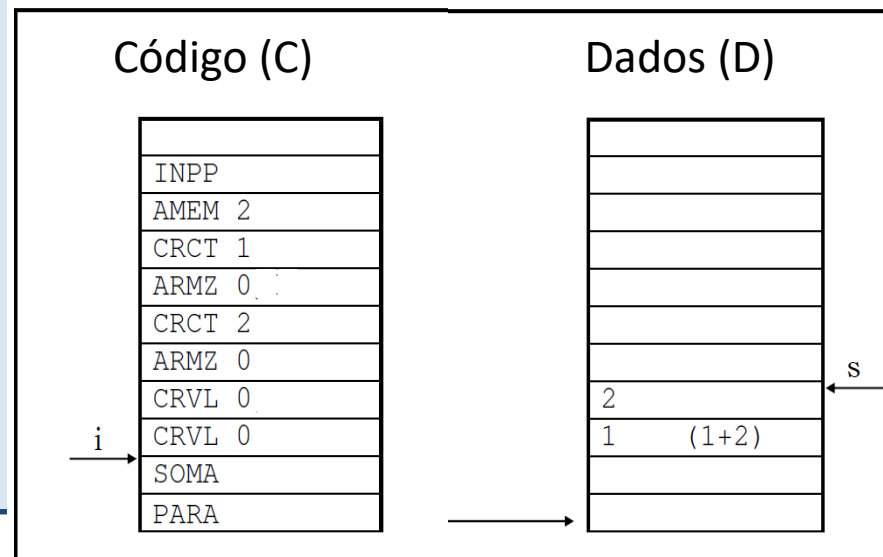 Código (C)
Dados (D)
INPP
AMEM 2
CRCT 1
ARMZ 0
CRCT 2
ARMZ 0
CRVL 0
CRVL 0
SOMA
PARA
i
s
2
1 (1+2)